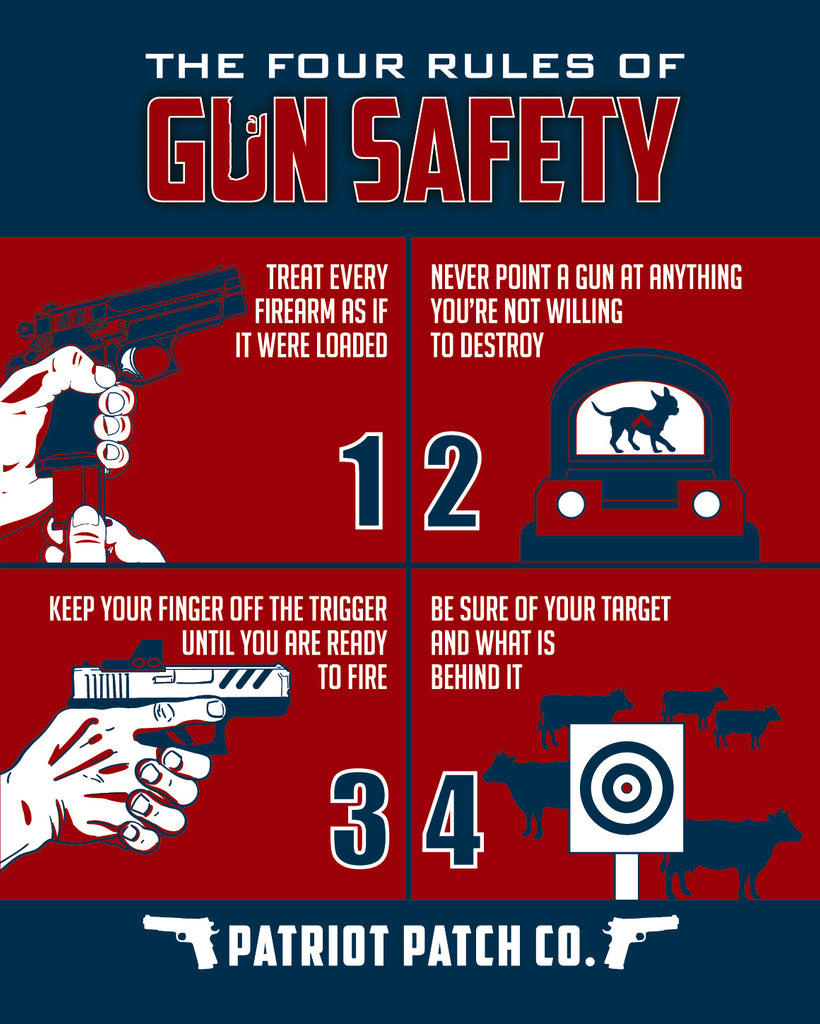 THE FOUR RULES OF
GUN SAFETY
TREAT EVERY
FIREARM AS IF
IT WERE LOADED
1
NEVER POINT A GUN AT ANYTHING
YOU'RE NOT WILLING
TO DESTROY
2
KEEP YOUR FINGER OFF THE TRIGGER
UNTIL YOU ARE READY
TO FIRE
3
BE SURE OF YOUR TARGET
AND WHAT IS
BEHIND IT
4
PATRIOT PATCH CO.